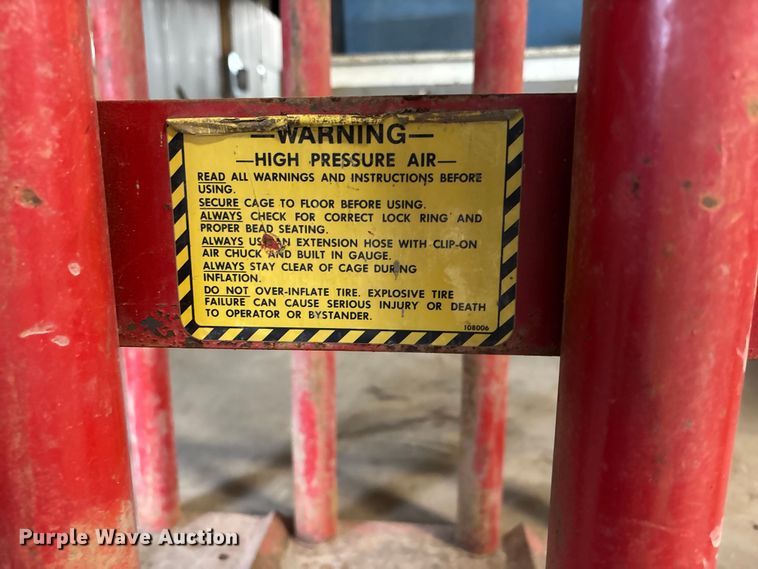 —WARNING—
—HIGH PRESSURE AIR—
READ ALL WARNINGS AND INSTRUCTIONS BEFORE
USING.
SECURE CAGE TO FLOOR BEFORE USING.
ALWAYS CHECK FOR CORRECT LOCK RING AND
PROPER BEAD SEATING.
ALWAYS USE AN EXTENSION HOSE WITH CLIP-ON
AIR CHUCK AND BUILT IN GAUGE.
ALWAYS STAY CLEAR OF CAGE DURING
INFLATION.
DO NOT OVER-INFLATE TIRE. EXPLOSIVE TIRE
FAILURE CAN CAUSE SERIOUS INJURY OR DEATH
TO OPERATOR OR BYSTANDER.
108006
Purple Wave Auction